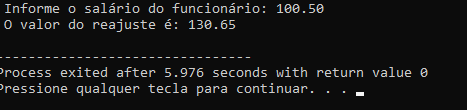 Informe o salário do funcionário: 100.50
O valor do reajuste é: 130.65
--------------------------------
Process exited after 5.976 seconds with return value 0
Pressione qualquer tecla para continuar. . .